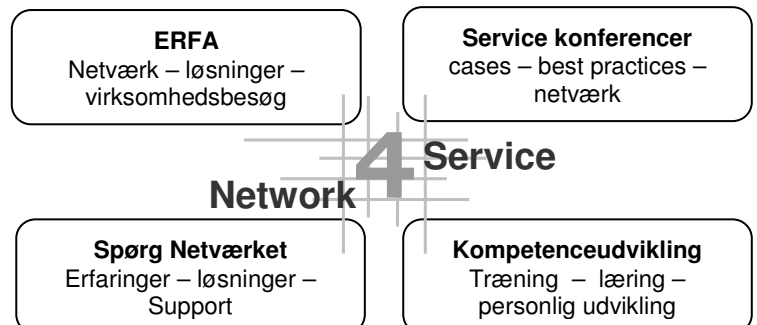 ERFA
Netværk – løsninger –
virksomhedsbesøg
Service konferencer
cases – best practices –
netværk
Network 4 Service
Spørg Netværket
Erfaringer – løsninger –
Support
Kompetenceudvikling
Træning – læring –
personlig udvikling